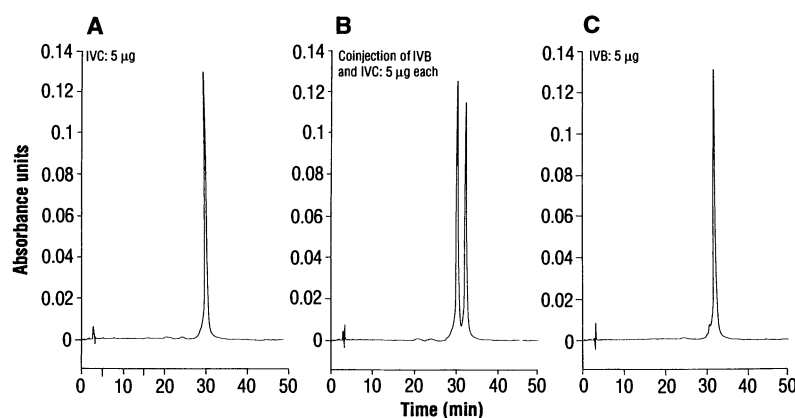 A
IVC: 5 µg
Absorbance units
0.14
0.12
0.1
0.08
0.06
0.04
0.02
0
0 10 20 30 40 50
B
Coinjection of IVB
and IVC: 5 µg each
0.14
0.12
0.1
0.08
0.06
0.04
0.02
0
0 10 20 30 40 50
Time (min)
C
IVB: 5 µg
0.14
0.12
0.1
0.08
0.06
0.04
0.02
0
0 10 20 30 40 50